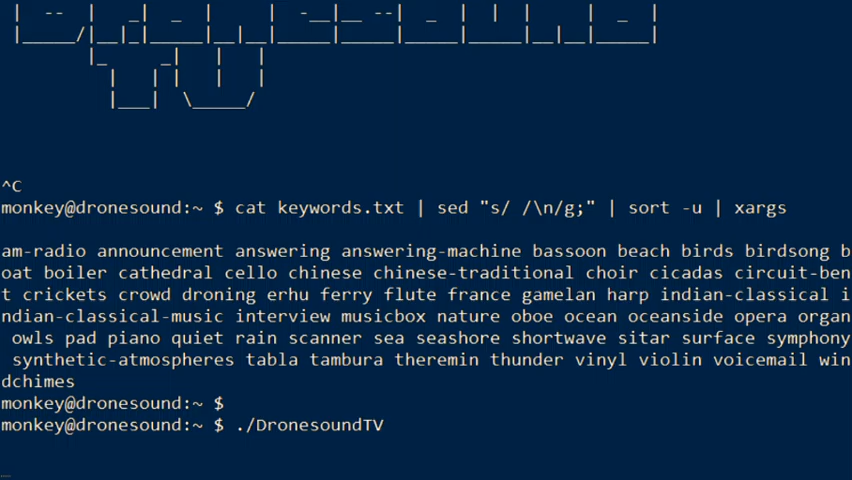 ^C
monkey@dronesound:~ $ cat keywords.txt | sed "s/ /\n/g;" | sort -u | xargs
am-radio announcement answering answering-machine bassoon beach birds birdsong b
oat boiler cathedral cello chinese chinese-traditional choir cicadas circuit-ben
t crickets crowd droning erhu ferry flute france gamelan harp indian-classical i
ndian-classical-music interview musicbox nature oboe ocean oceanside opera organ
owls pad piano quiet rain scanner sea seashore shortwave sitar surface symphony
synthetic-atmospheres tabla tambura theremin thunder vinyl violin voicemail win
dchimes
monkey@dronesound:~ $
monkey@dronesound:~ $ ./DronesoundTV